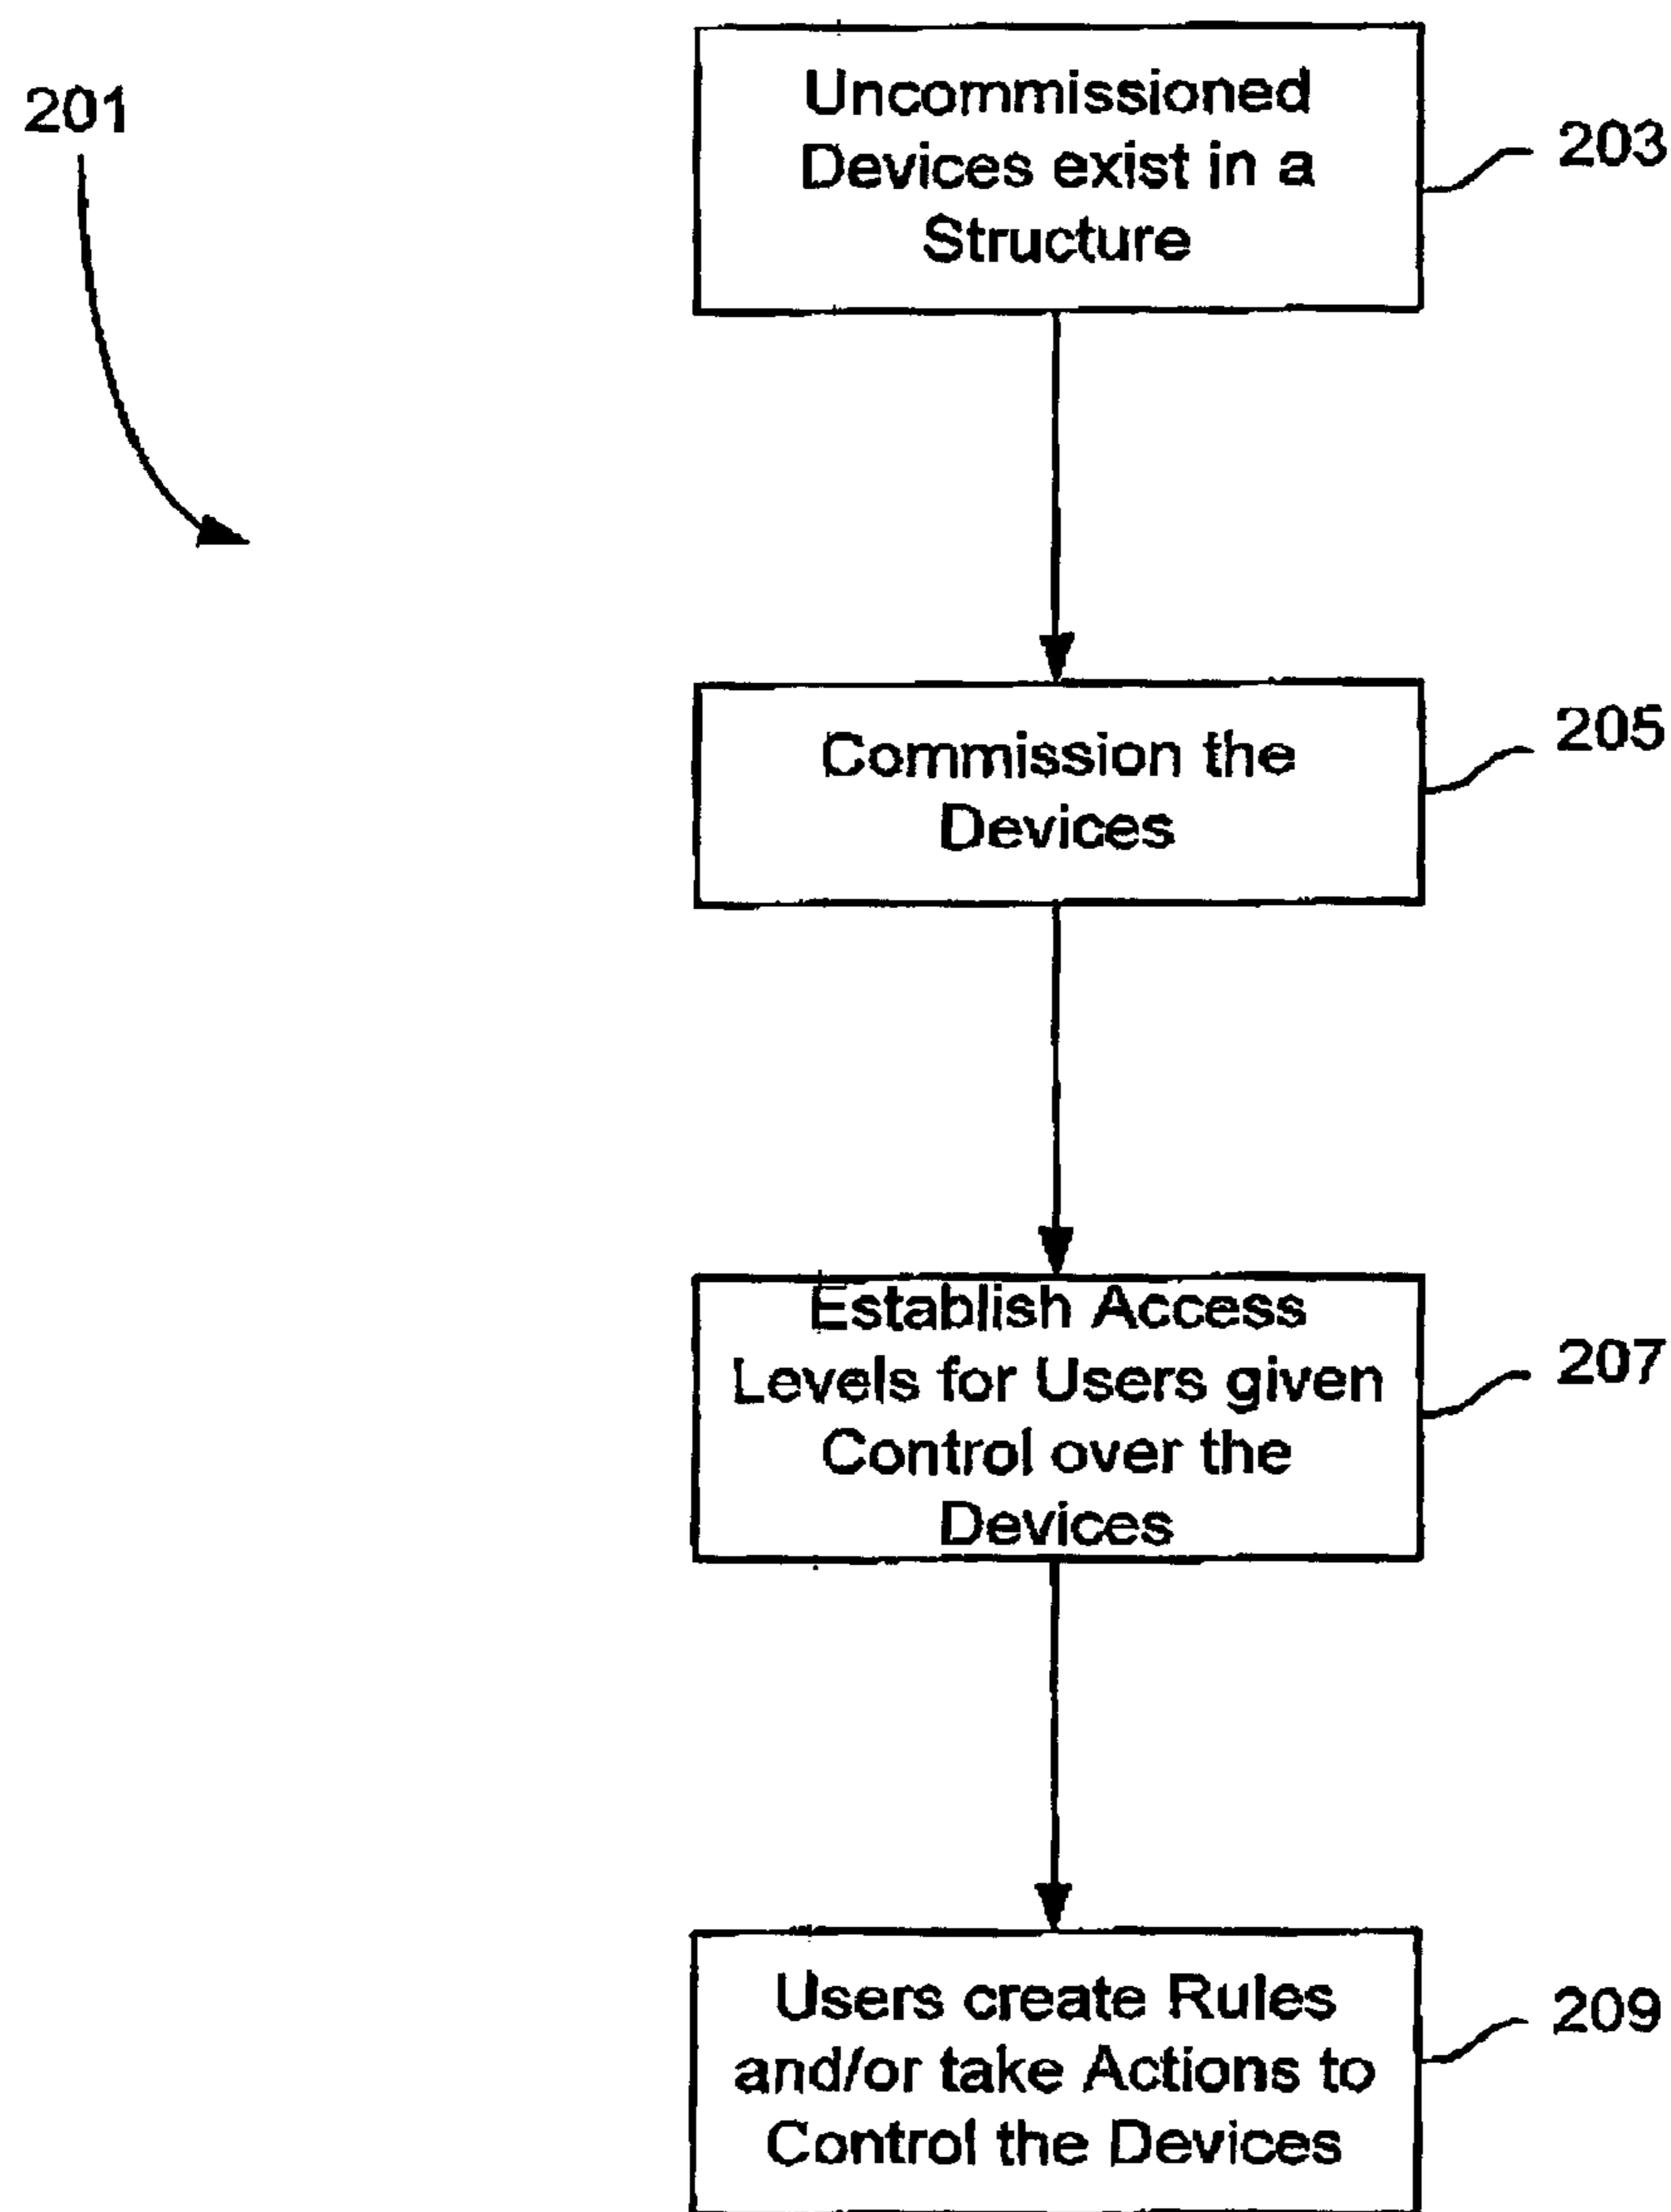 201
Uncommissioned
Devices exist in a
Structure
203
Commission the
Devices
205
Establish Access
Levels for Users given
Control over the
Devices
207
Users create Rules
and/or take Actions to
Control the Devices
209